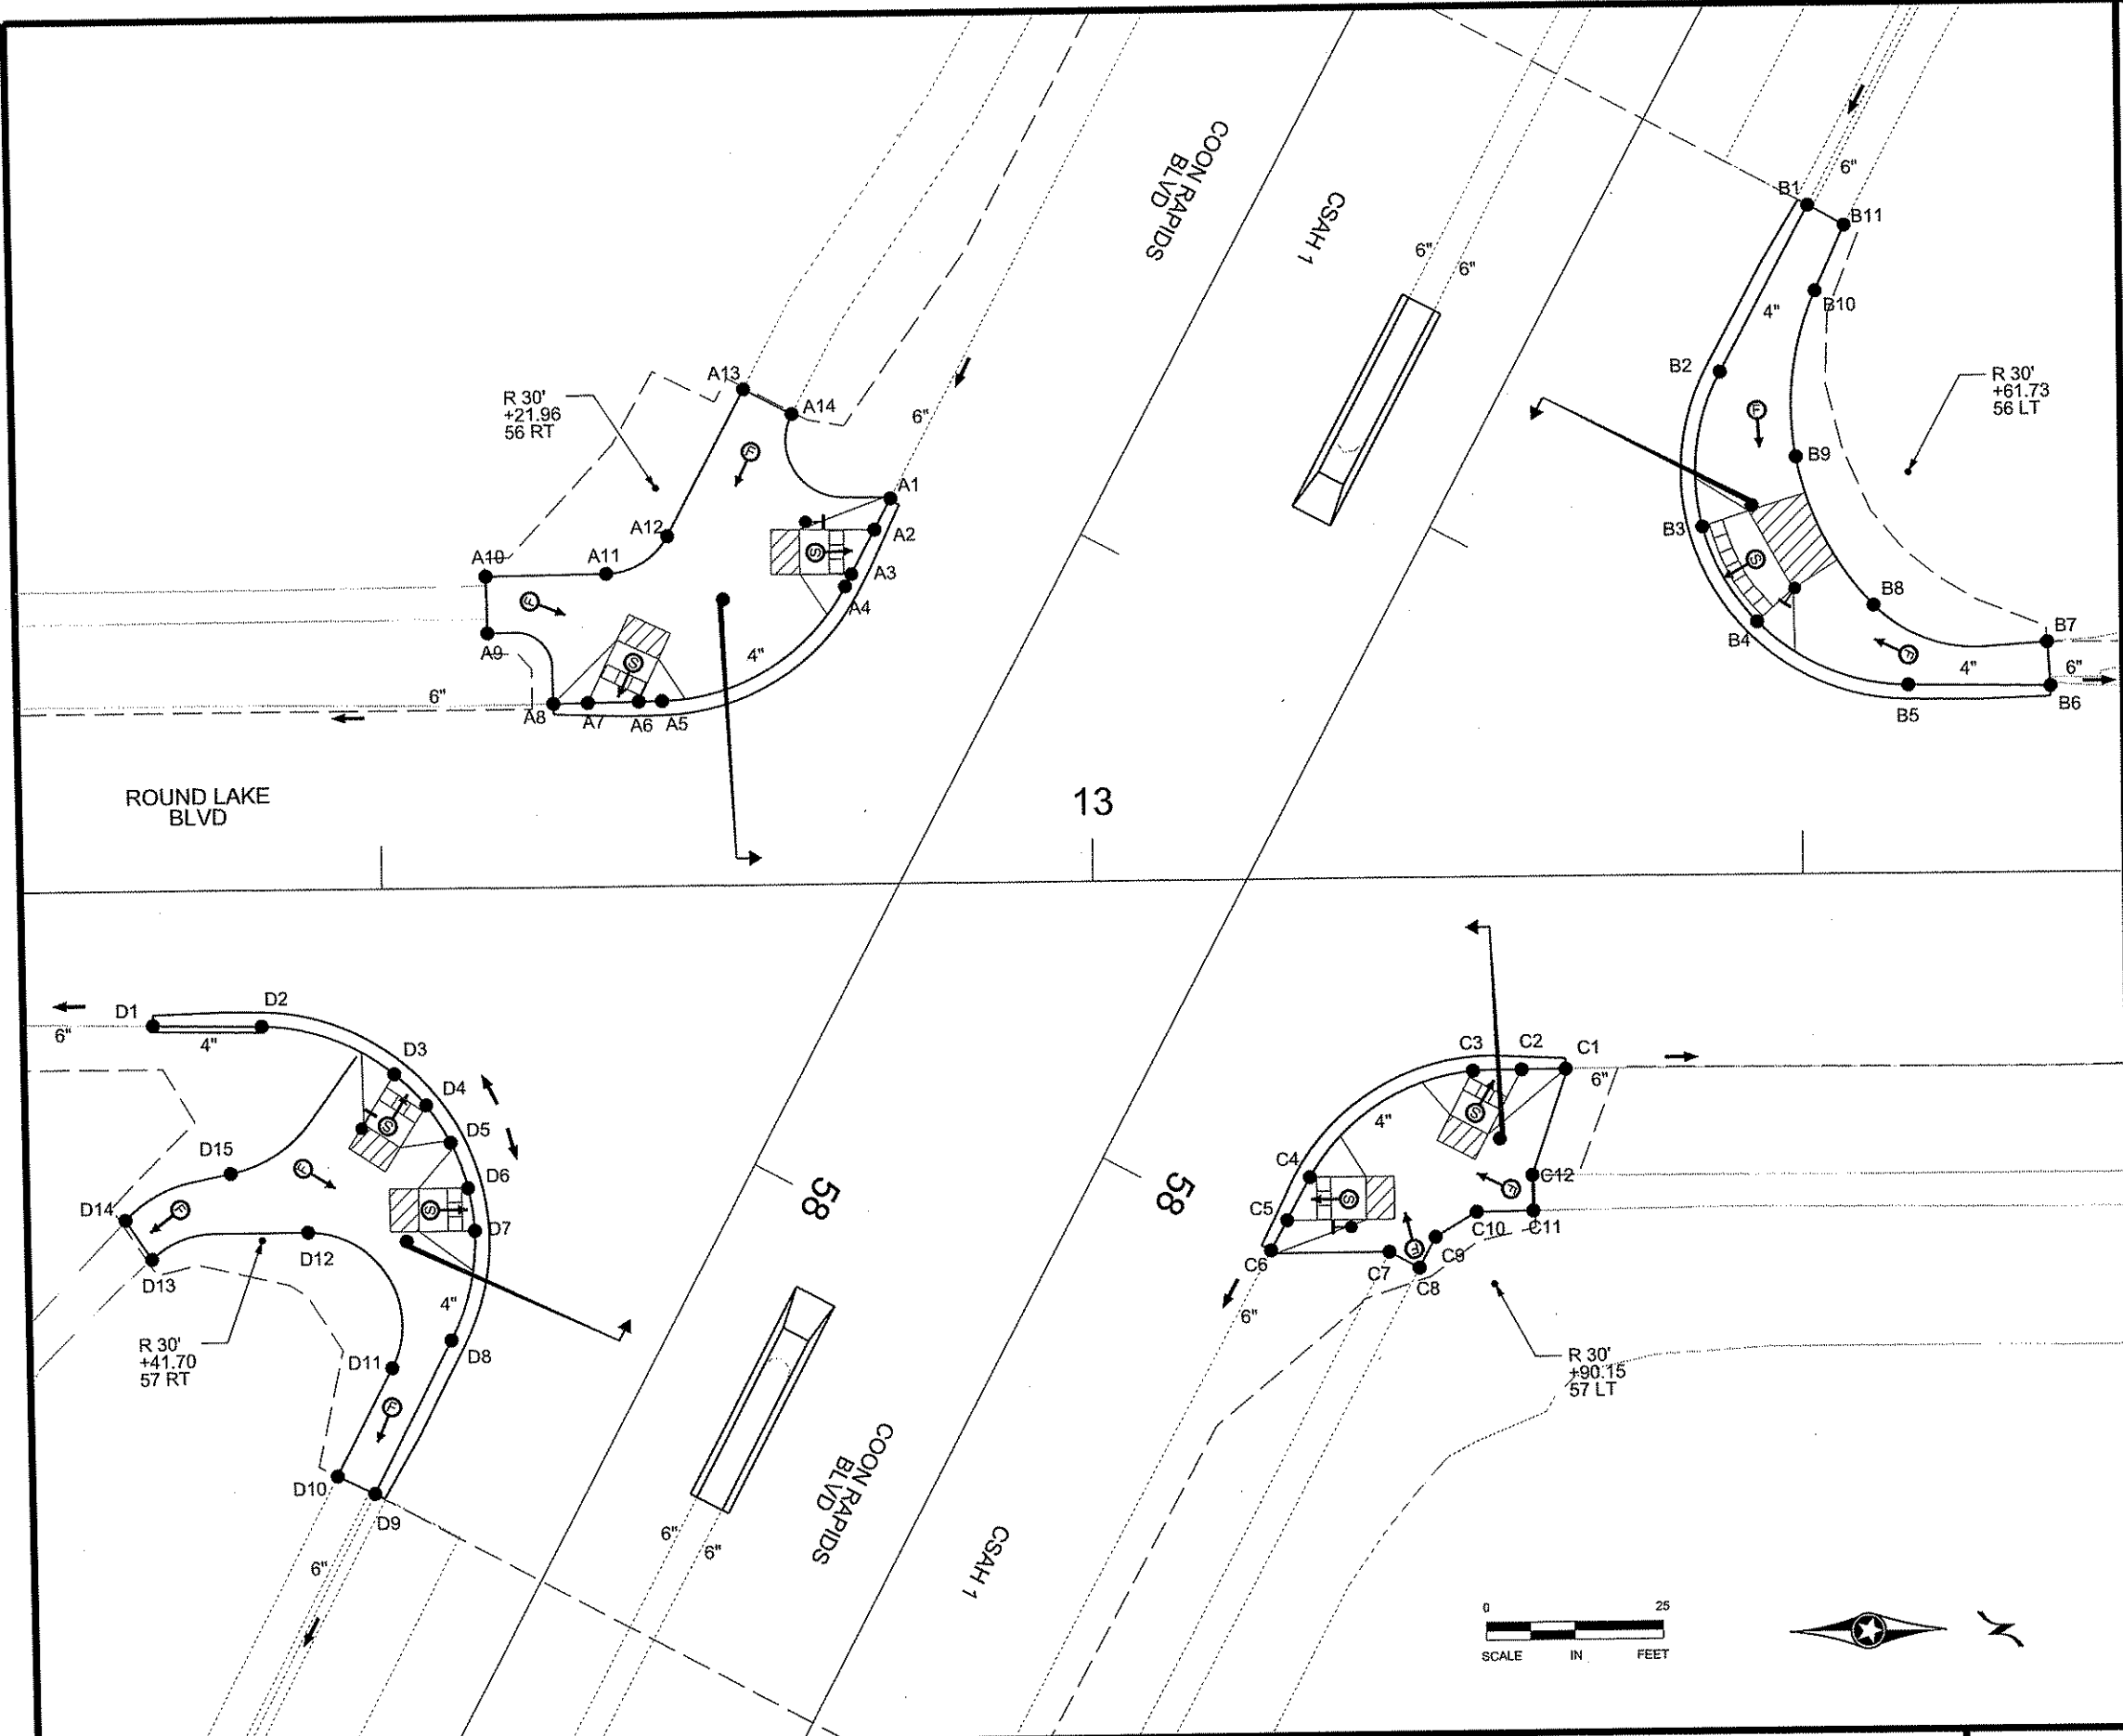 COON RAPIDS
BLVD
CSAH 1
6"
6"
6"
B1
B11
B10
4"
B2
R 30'
+61.73
56 LT
F
B9
B3
S
B8
B4
F
B7
4"
6"
B5
B6
A13
A14
R 30'
+21.96
56 RT
6"
F
A1
A12
A2
S
A10
A11
A3
A4
F
A9
S
4"
6"
A8
A7
A6
A5
ROUND LAKE
BLVD
13
D1
D2
6"
4"
D3
D4
S
D5
D15
F
D6
D14
F
S
D7
D12
D13
4"
R 30'
+41.70
57 RT
D11
D8
F
D10
D9
6"
58
58
C3
C2
C1
6"
S
4"
C4
C12
S
F
C5
C10
C11
F
C9
C6
C7
C8
6"
R 30'
+90.15
57 LT
COON RAPIDS
BLVD
CSAH 1
6"
6"
0 25
SCALE IN FEET
N